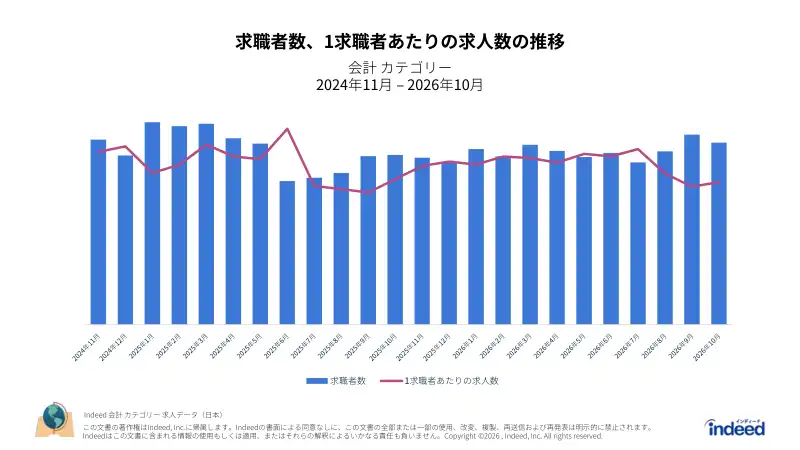 求職者数、1求職者あたりの求人数の推移
会計 カテゴリー
2024年11月 – 2026年10月
2024年11月
2024年12月
2025年1月
2025年2月
2025年3月
2025年4月
2025年5月
2025年6月
2025年7月
2025年8月
2025年9月
2025年10月
2025年11月
2025年12月
2026年1月
2026年2月
2026年3月
2026年4月
2026年5月
2026年6月
2026年7月
2026年8月
2026年9月
2026年10月
求職者数
1求職者あたりの求人数
Indeed 会計 カテゴリー 求人データ（日本）
この文書の著作権はIndeed, Inc.に帰属します。Indeedの書面による同意なしに、この文書の全部または一部の使用、改変、複製、再送信および再発表は明示的に禁止されます。
Indeedはこの文書に含まれる情報の使用もしくは適用、またはそれらの解釈によるいかなる責任も負いません。Copyright ©2026 , Indeed, Inc. All rights reserved.
インディード
indeed